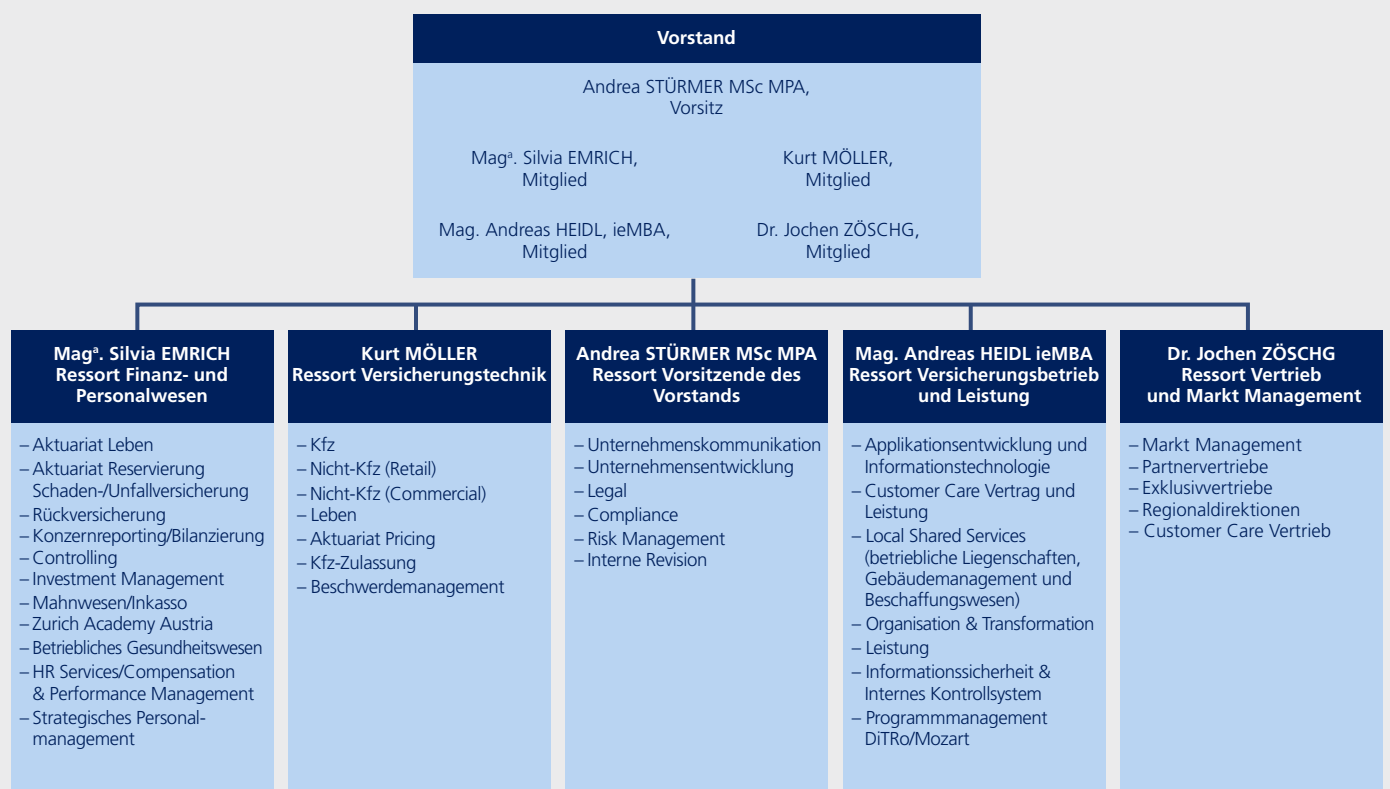 Vorstand
Andrea STÜRMER MSc MPA,
Vorsitz
Magª. Silvia EMRICH,
Mitglied
Kurt MÖLLER,
Mitglied
Mag. Andreas HEIDL, ieMBA,
Mitglied
Dr. Jochen ZÖSCHG,
Mitglied
Magª. Silvia EMRICH
Ressort Finanz- und
Personalwesen
– Aktuariat Leben
– Aktuariat Reservierung
Schaden-/Unfallversicherung
– Rückversicherung
– Konzernreporting/Bilanzierung
– Controlling
– Investment Management
– Mahnwesen/Inkasso
– Zurich Academy Austria
– Betriebliches Gesundheitswesen
– HR Services/Compensation
& Performance Management
– Strategisches Personal-
management
Kurt MÖLLER
Ressort Versicherungstechnik
– Kfz
– Nicht-Kfz (Retail)
– Nicht-Kfz (Commercial)
– Leben
– Aktuariat Pricing
– Kfz-Zulassung
– Beschwerdemanagement
Andrea STÜRMER MSc MPA
Ressort Vorsitzende des
Vorstands
– Unternehmenskommunikation
– Unternehmensentwicklung
– Legal
– Compliance
– Risk Management
– Interne Revision
Mag. Andreas HEIDL ieMBA
Ressort Versicherungsbetrieb
und Leistung
– Applikationsentwicklung und
Informationstechnologie
– Customer Care Vertrag und
Leistung
– Local Shared Services
(betriebliche Liegenschaften,
Gebäudemanagement und
Beschaffungswesen)
– Organisation & Transformation
– Leistung
– Informationssicherheit &
Internes Kontrollsystem
– Programmmanagement
DiTRo/Mozart
Dr. Jochen ZÖSCHG
Ressort Vertrieb
und Markt Management
– Markt Management
– Partnervertriebe
– Exklusivvertriebe
– Regionaldirektionen
– Customer Care Vertrieb